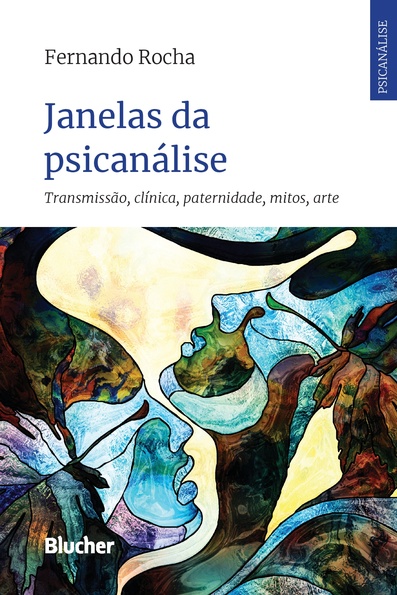 PSICANÁLISE
Fernando Rocha
Janelas da
psicanálise
Transmissão, clínica, paternidade, mitos, arte
Blucher